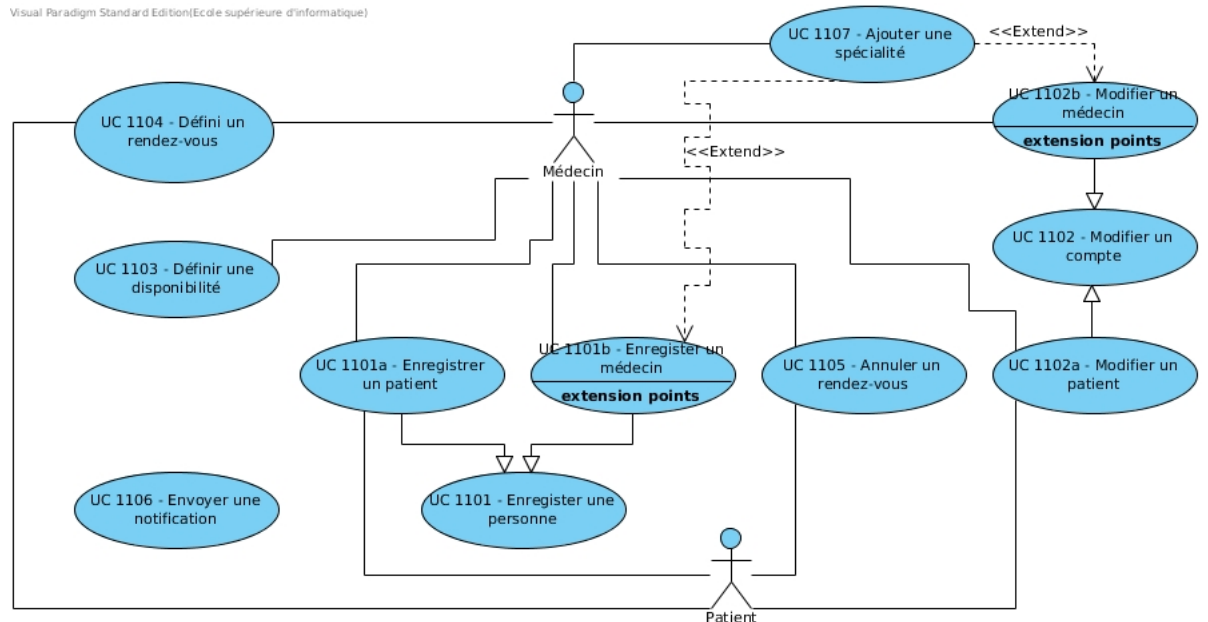 Visual Paradigm Standard Edition(Ecole supérieure d'informatique)
UC 1107 - Ajouter une
spécialité
<<Extend>>
UC 1102b - Modifier un
médecin
extension points
UC 1104 - Défini un
rendez-vous
<<Extend>>
Médecin
UC 1102 - Modifier un
compte
UC 1103 - Définir une
disponibilité
UC 1101a - Enregistrer
un patient
UC 1101b - Enregister un
médecin
extension points
UC 1105 - Annuler un
rendez-vous
UC 1102a - Modifier un
patient
UC 1106 - Envoyer une
notification
UC 1101 - Enregister une
personne
Patient